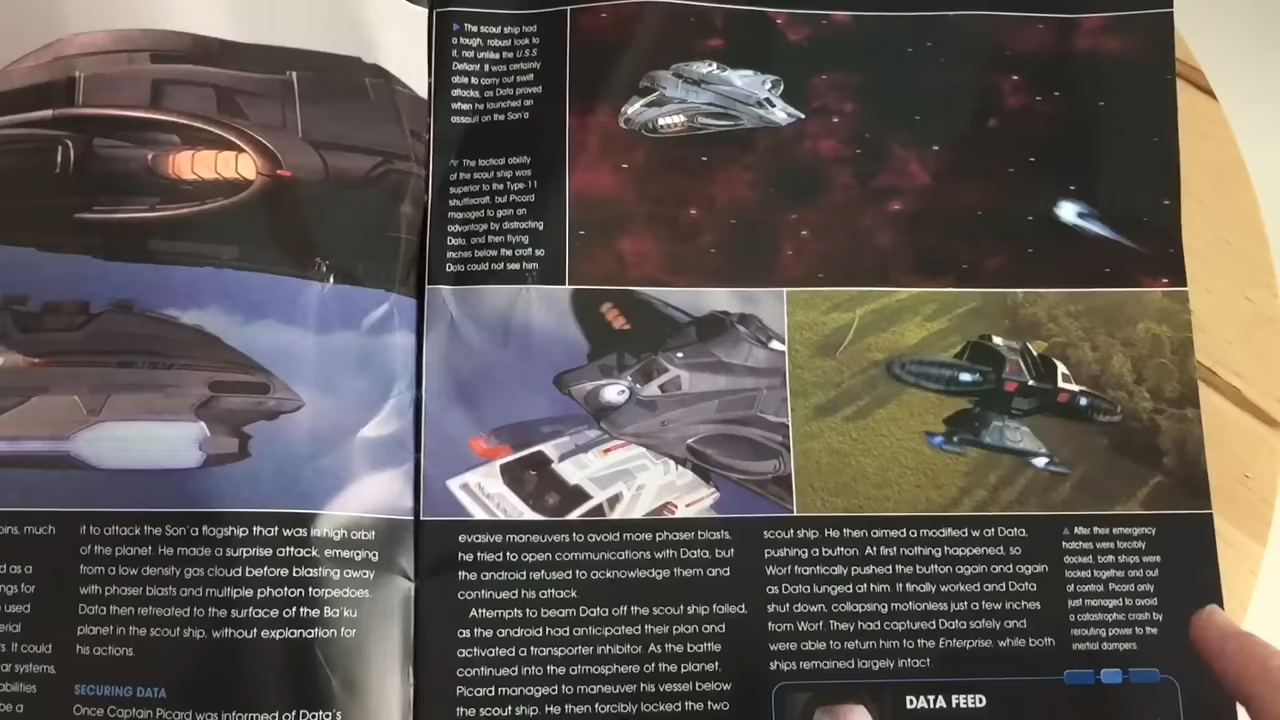 The scout ship had
a tough, robust look to
it, not unlike the U.S.S
Defiant. It was certainly
able to carry out swift
attacks, as Data proved
when he launched an
assault on the Son'a
The tactical ability
of the scout ship was
superior to the Type-11
shuttlecraft, but Picard
managed to gain an
advantage by distracting
Data, and then flying
inches below the craft so
Data could not see him
oins, much
d as a
ngs for
used
erial
s. It could
ar systems,
abilities
be a
it to attack the Son'a flagship that was in high orbit
of the planet. He made a surprise attack, emerging
from a low density gas cloud before blasting away
with phaser blasts and multiple photon torpedoes.
Data then retreated to the surface of the Ba'ku
planet in the scout ship, without explanation for
his actions.
SECURING DATA
Once Captain Picard was informed of Data's
evasive maneuvers to avoid more phaser blasts,
he tried to open communications with Data, but
the android refused to acknowledge them and
continued his attack.
Attempts to beam Data off the scout ship failed,
as the android had anticipated their plan and
activated a transporter inhibitor. As the battle
continued into the atmosphere of the planet,
Picard managed to maneuver his vessel below
the scout ship. He then forcibly locked the two
scout ship. He then aimed a modified w at Data,
pushing a button. At first nothing happened, so
Worf frantically pushed the button again and again
as Data lunged at him. It finally worked and Data
shut down, collapsing motionless just a few inches
from Worf. They had captured Data safely and
were able to return him to the Enterprise, while both
ships remained largely intact.
After their emergency
hatches were forcibly
docked, both ships were
locked together and out
of control. Picard only
just managed to avoid
a catastrophic crash by
rerouting power to the
inertial dampers.
DATA FEED